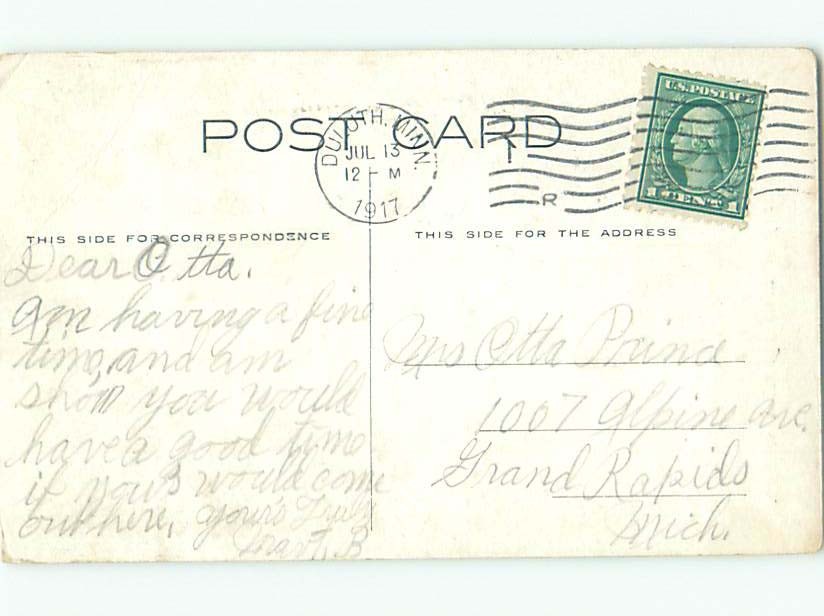 POST CARD
DULUTH, MINN.
JUL 13
12 - M
1917
R
U.S. POSTAGE
1 CENT 1
THIS SIDE FOR CORRESPONDENCE
Dear Otta.
Am having a fine
time, and am
you would
have a good time
if yous would come
out here, yours Truly
B
THIS SIDE FOR THE ADDRESS
Mrs Otta Prince
1007 Alpine Ave.
Grand Rapids
Mich.